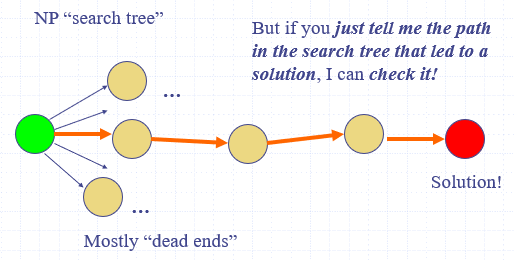 NP “search tree”
But if you just tell me the path
in the search tree that led to a
solution, I can check it!
...
Solution!
...
Mostly “dead ends”